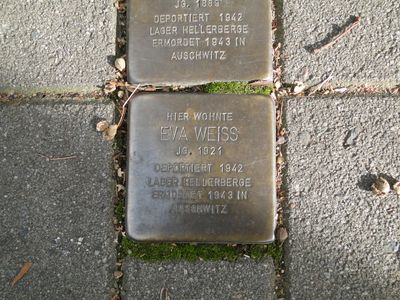 JG. 1889
DEPORTIERT 1942
LAGER HELLERBERGE
ERMORDET 1943 IN
AUSCHWITZ
HIER WOHNTE
EVA WEISS
JG. 1921
DEPORTIERT 1942
LAGER HELLERBERGE
ERMORDET 1943 IN
AUSCHWITZ